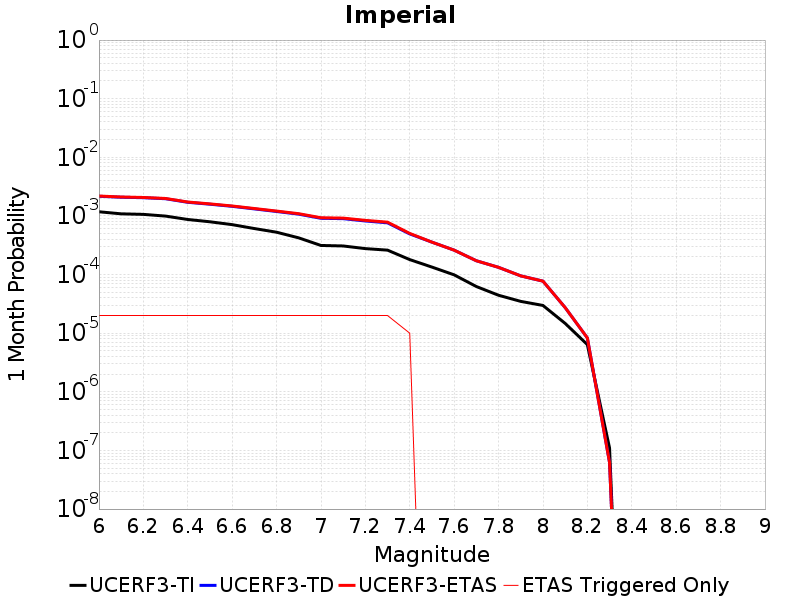 Imperial
10^0
10^-1
10^-2
10^-3
10^-4
10^-5
10^-6
10^-7
10^-8
1 Month Probability
6 6.2 6.4 6.6 6.8 7 7.2 7.4 7.6 7.8 8 8.2 8.4 8.6 8.8 9
Magnitude
UCERF3-TI UCERF3-TD UCERF3-ETAS ETAS Triggered Only